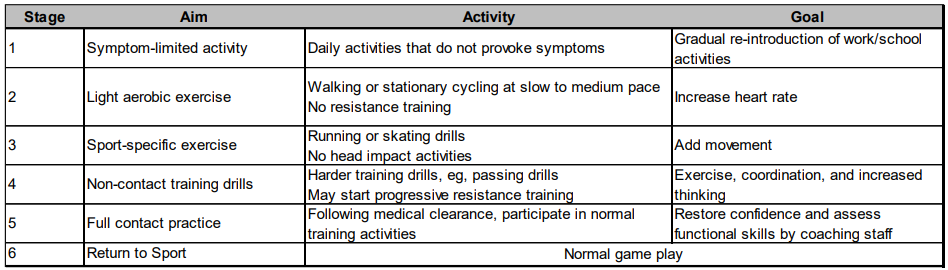 Stage Aim Activity Goal
1 Symptom-limited activity Daily activities that do not provoke symptoms Gradual re-introduction of work/school
activities
2 Light aerobic exercise Walking or stationary cycling at slow to medium pace
No resistance training Increase heart rate
3 Sport-specific exercise Running or skating drills
No head impact activities Add movement
4 Non-contact training drills Harder training drills, eg, passing drills
May start progressive resistance training Exercise, coordination, and increased
thinking
5 Full contact practice Following medical clearance, participate in normal
training activities Restore confidence and assess
functional skills by coaching staff
6 Return to Sport Normal game play